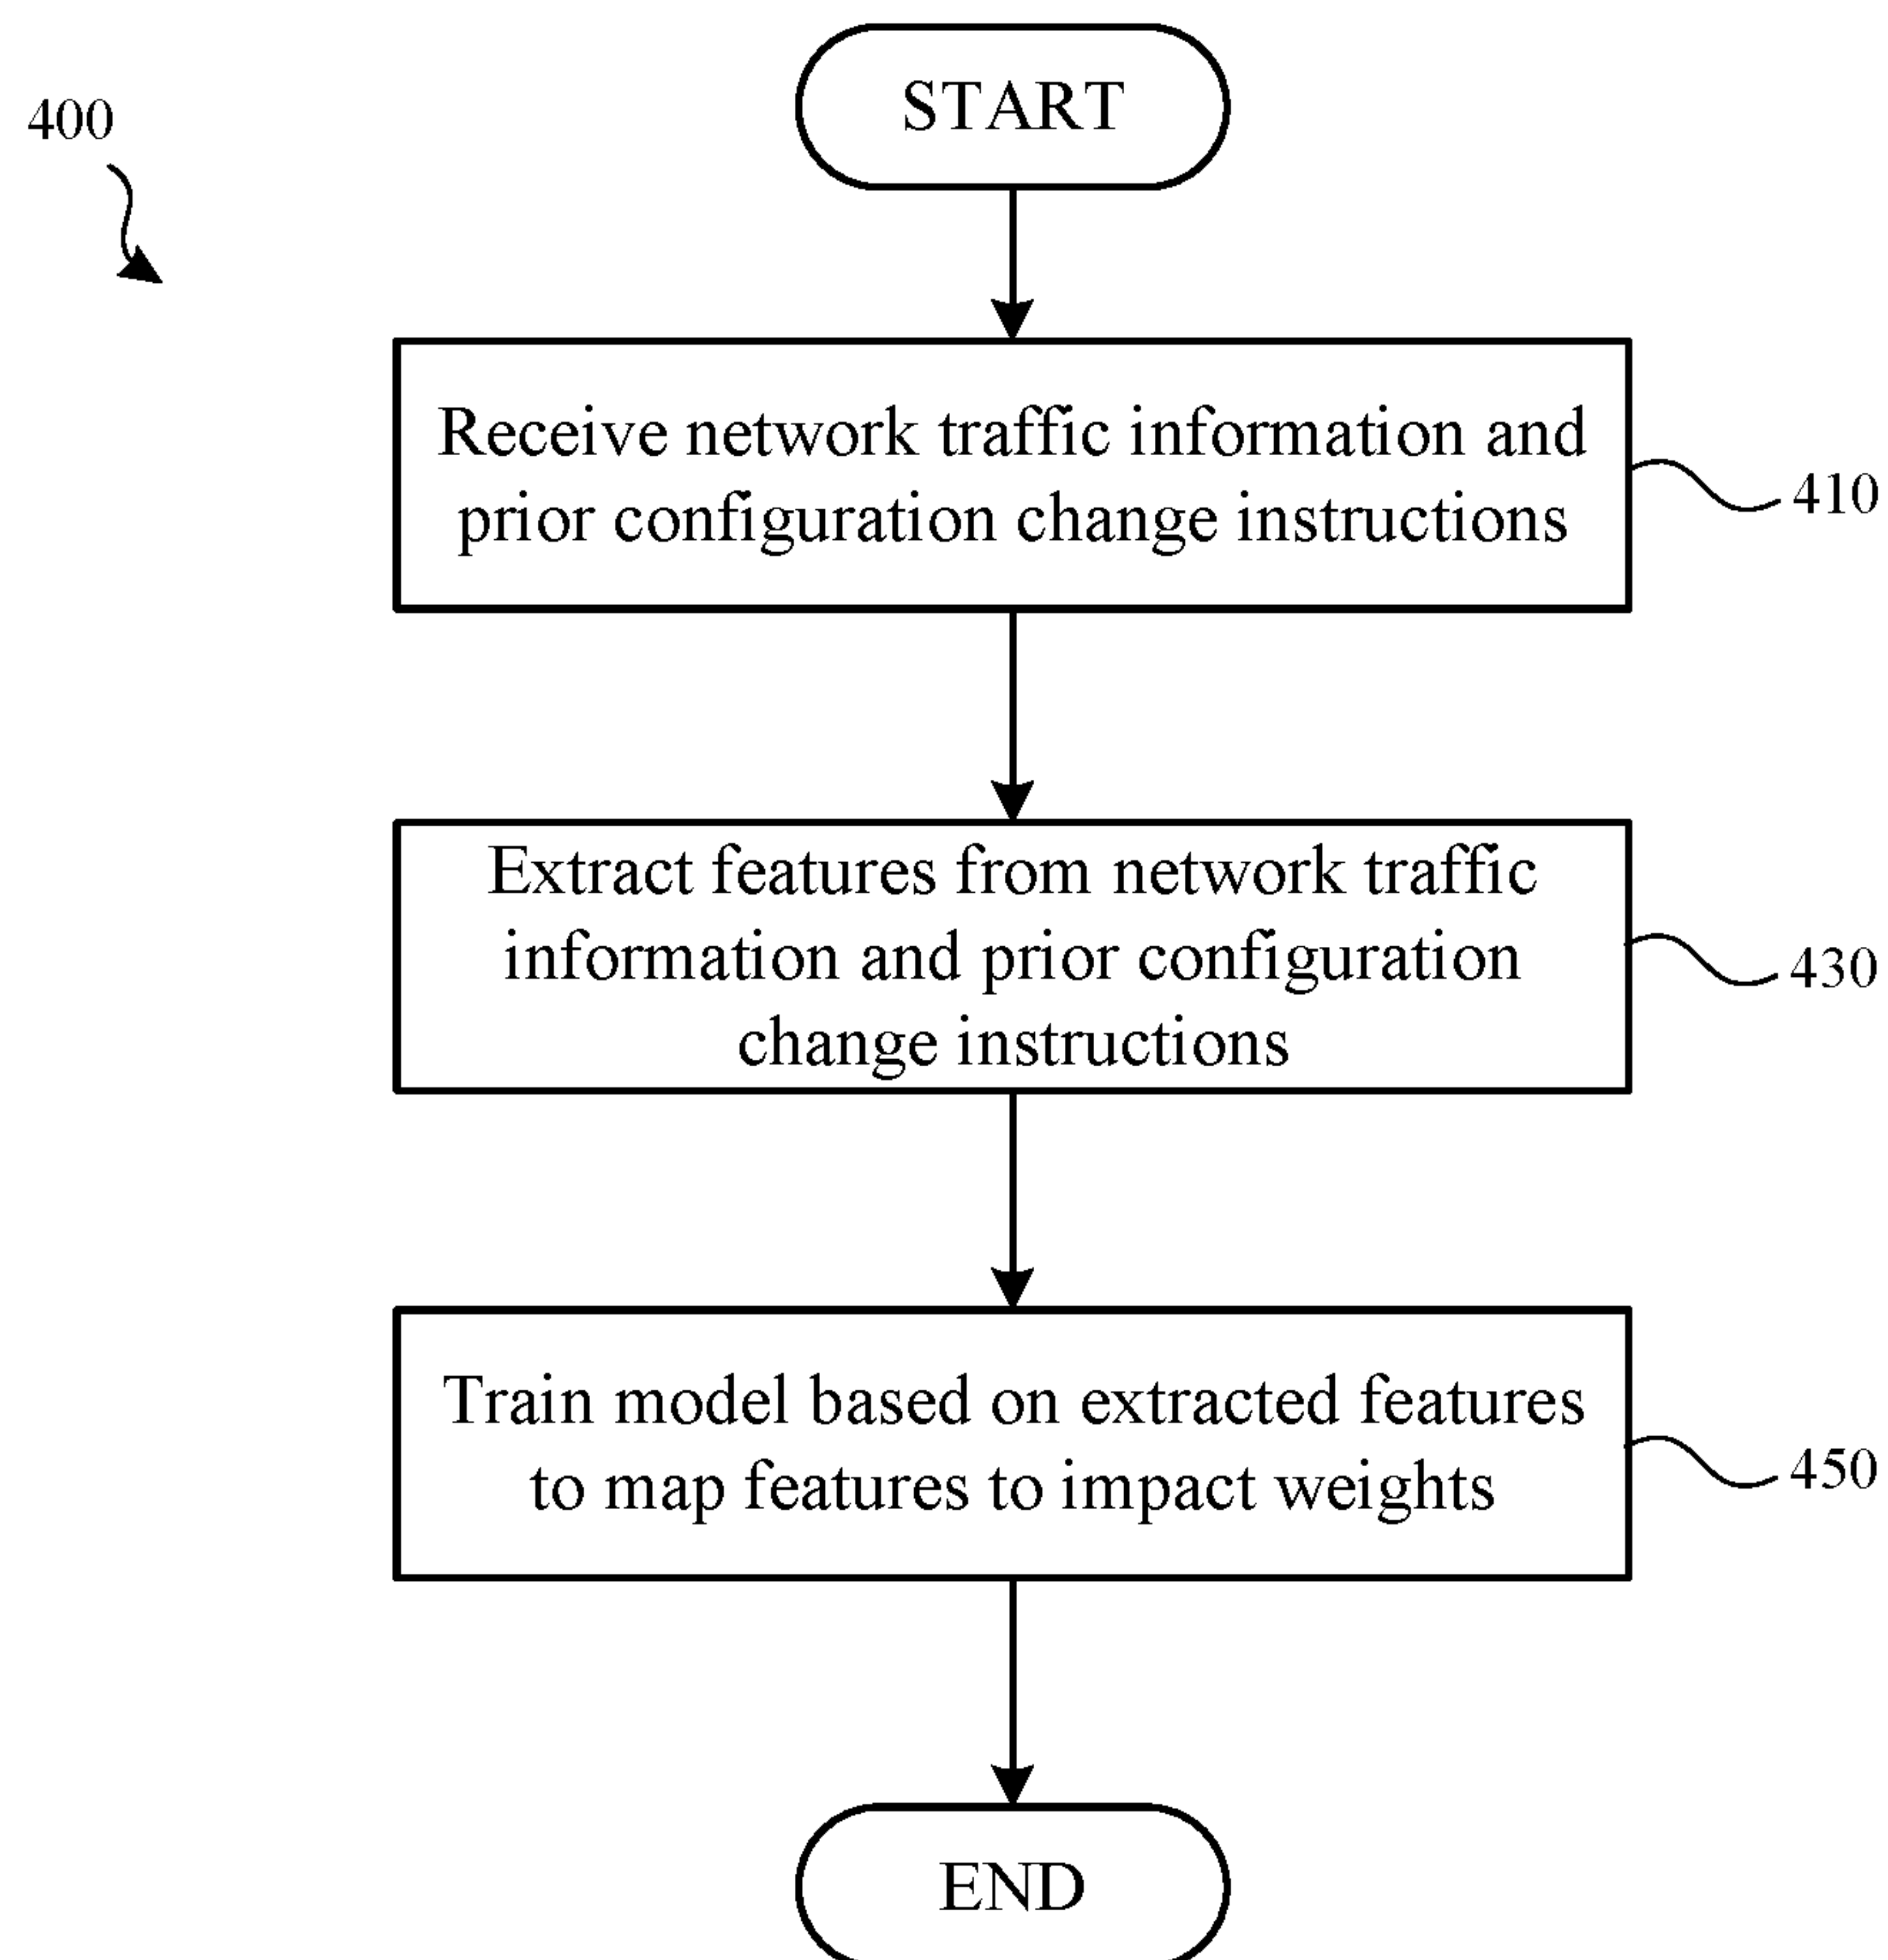 START
400
Receive network traffic information and
prior configuration change instructions
410
Extract features from network traffic
information and prior configuration
change instructions
430
Train model based on extracted features
to map features to impact weights
450
END